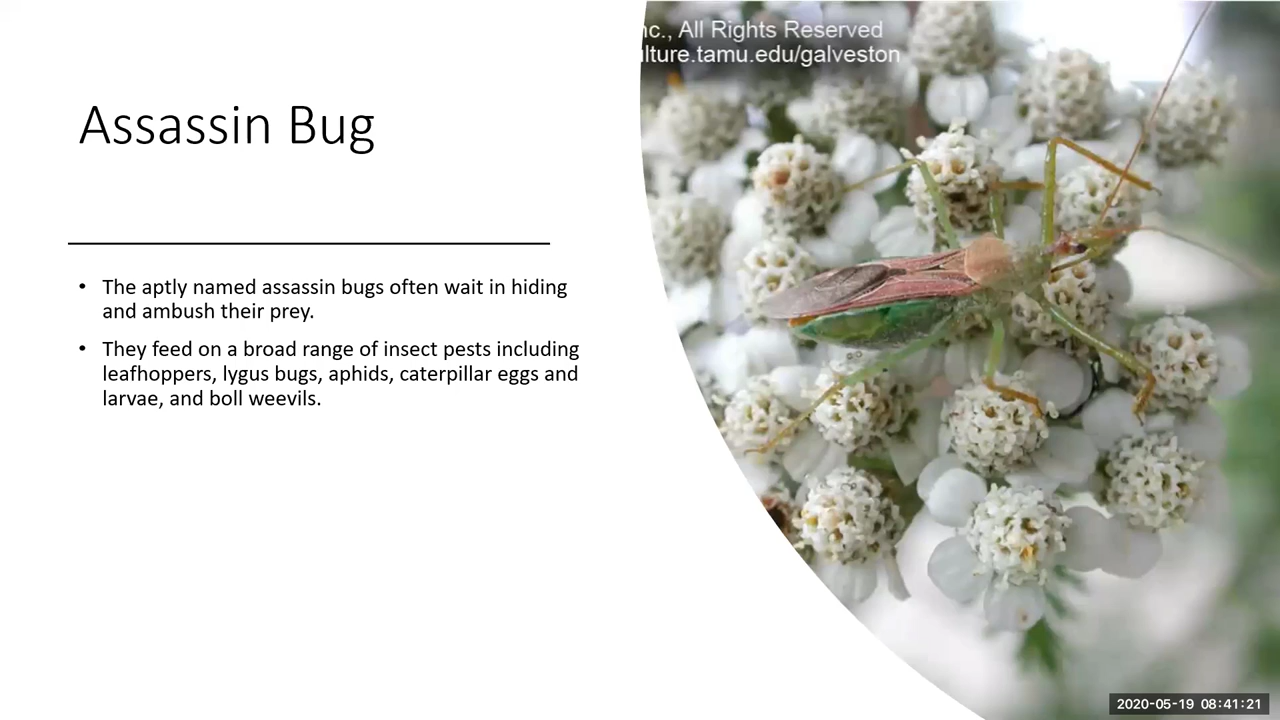 nc., All Rights Reserved
lture.tamu.edu/galveston
Assassin Bug
• The aptly named assassin bugs often wait in hiding
and ambush their prey.
• They feed on a broad range of insect pests including
leafhoppers, lygus bugs, aphids, caterpillar eggs and
larvae, and boll weevils.
2020-05-19 08:41:21